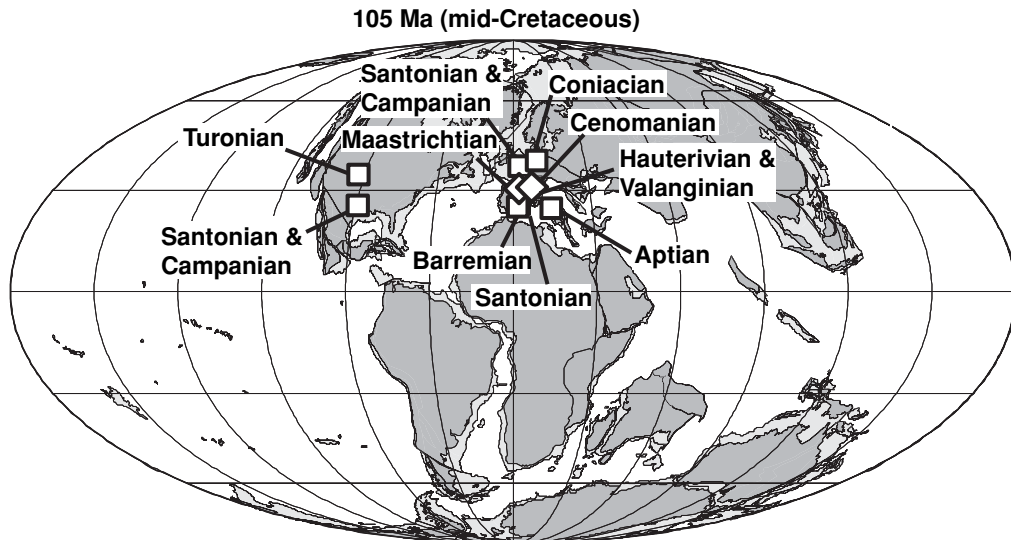 105 Ma (mid-Cretaceous)
Santonian &
Campanian
Coniacian
Turonian
Maastrichtian
Cenomanian
Hauterivian &
Valanginian
Santonian &
Campanian
Barremian
Aptian
Santonian